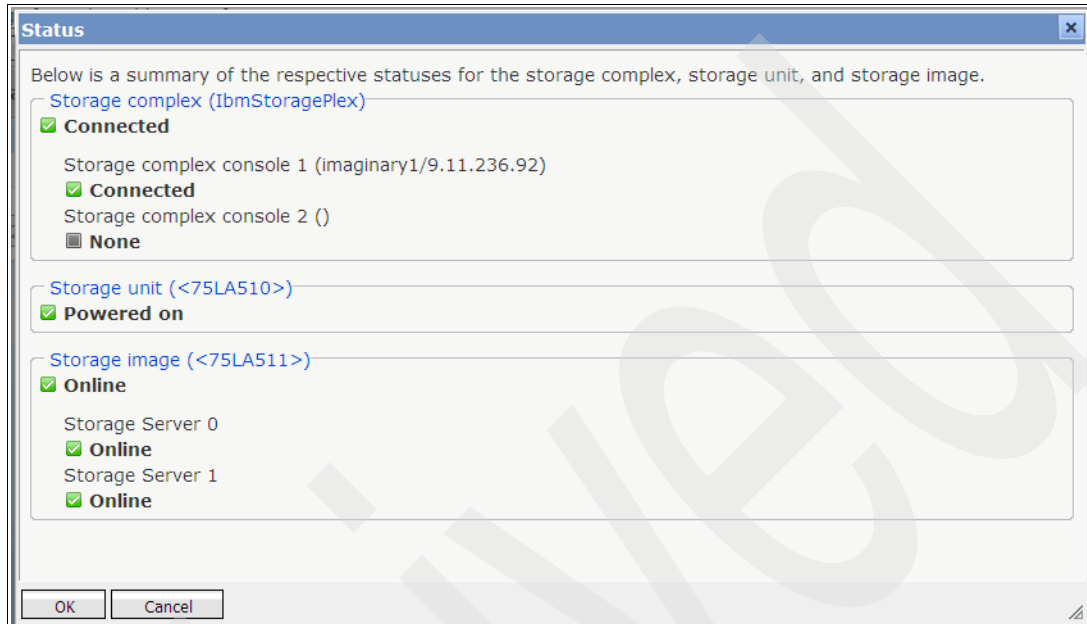 Status
Below is a summary of the respective statuses for the storage complex, storage unit, and storage image.
Storage complex (IbmStoragePlex)
Connected
Storage complex console 1 (imaginary1/9.11.236.92)
Connected
Storage complex console 2 ()
None
Storage unit (<75LA510>)
Powered on
Storage image (<75LA511>)
Online
Storage Server 0
Online
Storage Server 1
Online
OK Cancel